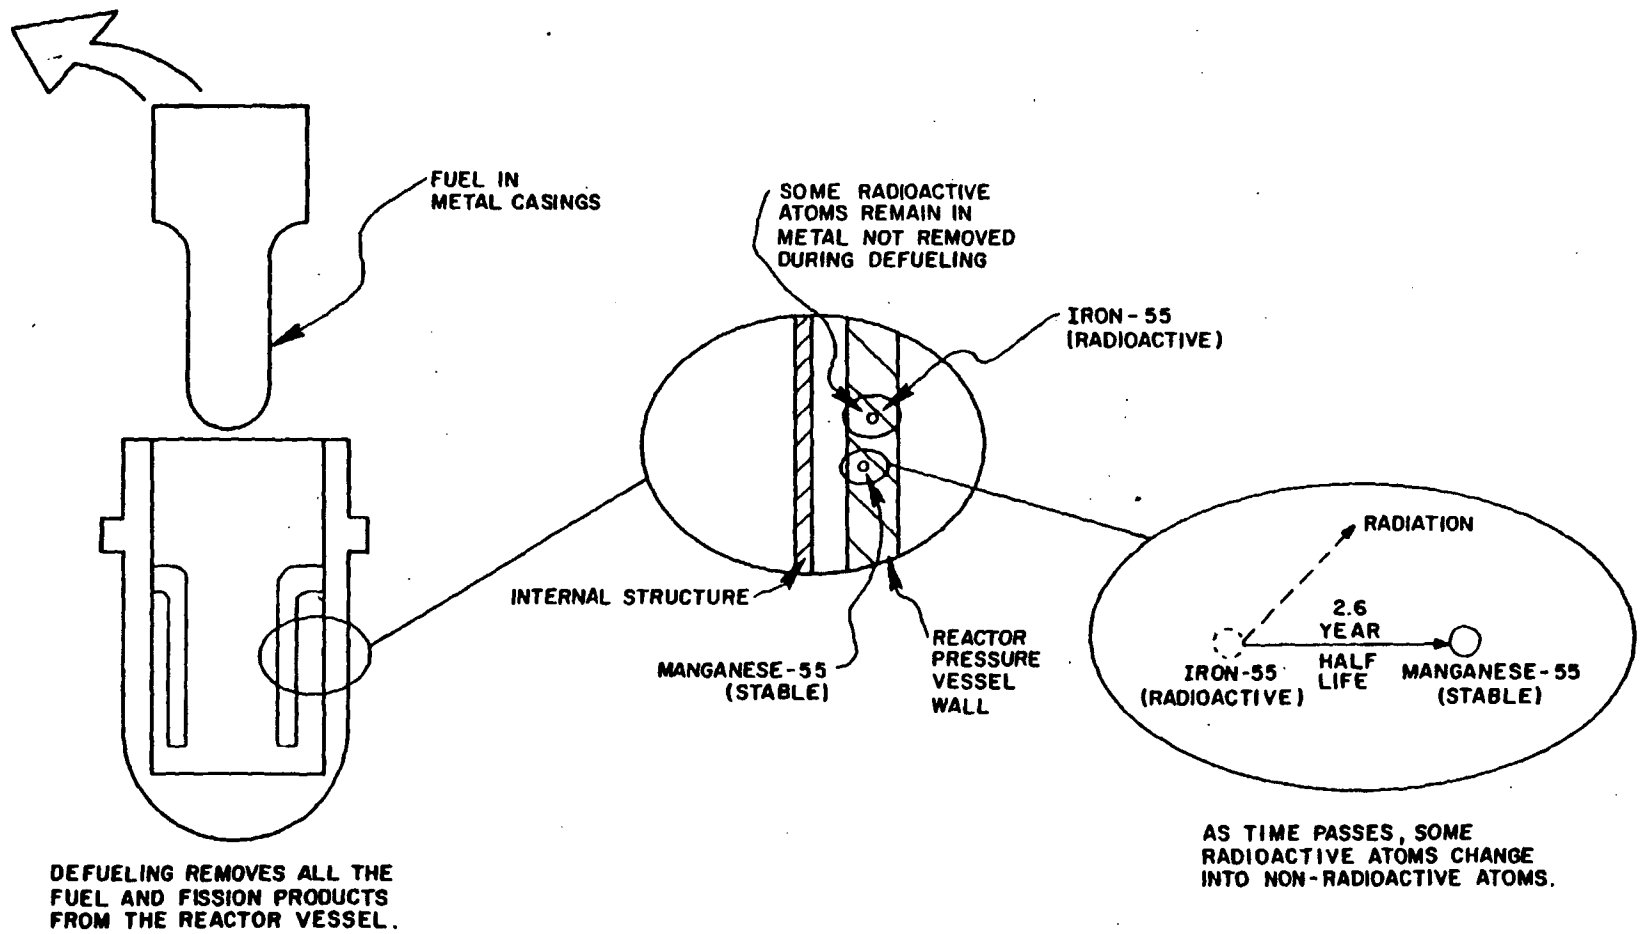 FUEL IN
METAL CASINGS
SOME RADIOACTIVE
ATOMS REMAIN IN
METAL NOT REMOVED
DURING DEFUELING
IRON-55
(RADIOACTIVE)
INTERNAL STRUCTURE
MANGANESE-55
(STABLE)
REACTOR
PRESSURE
VESSEL
WALL
RADIATION
2.6
YEAR
HALF
LIFE
IRON-55
(RADIOACTIVE)
MANGANESE-55
(STABLE)
DEFUELING REMOVES ALL THE
FUEL AND FISSION PRODUCTS
FROM THE REACTOR VESSEL.
AS TIME PASSES, SOME
RADIOACTIVE ATOMS CHANGE
INTO NON-RADIOACTIVE ATOMS.